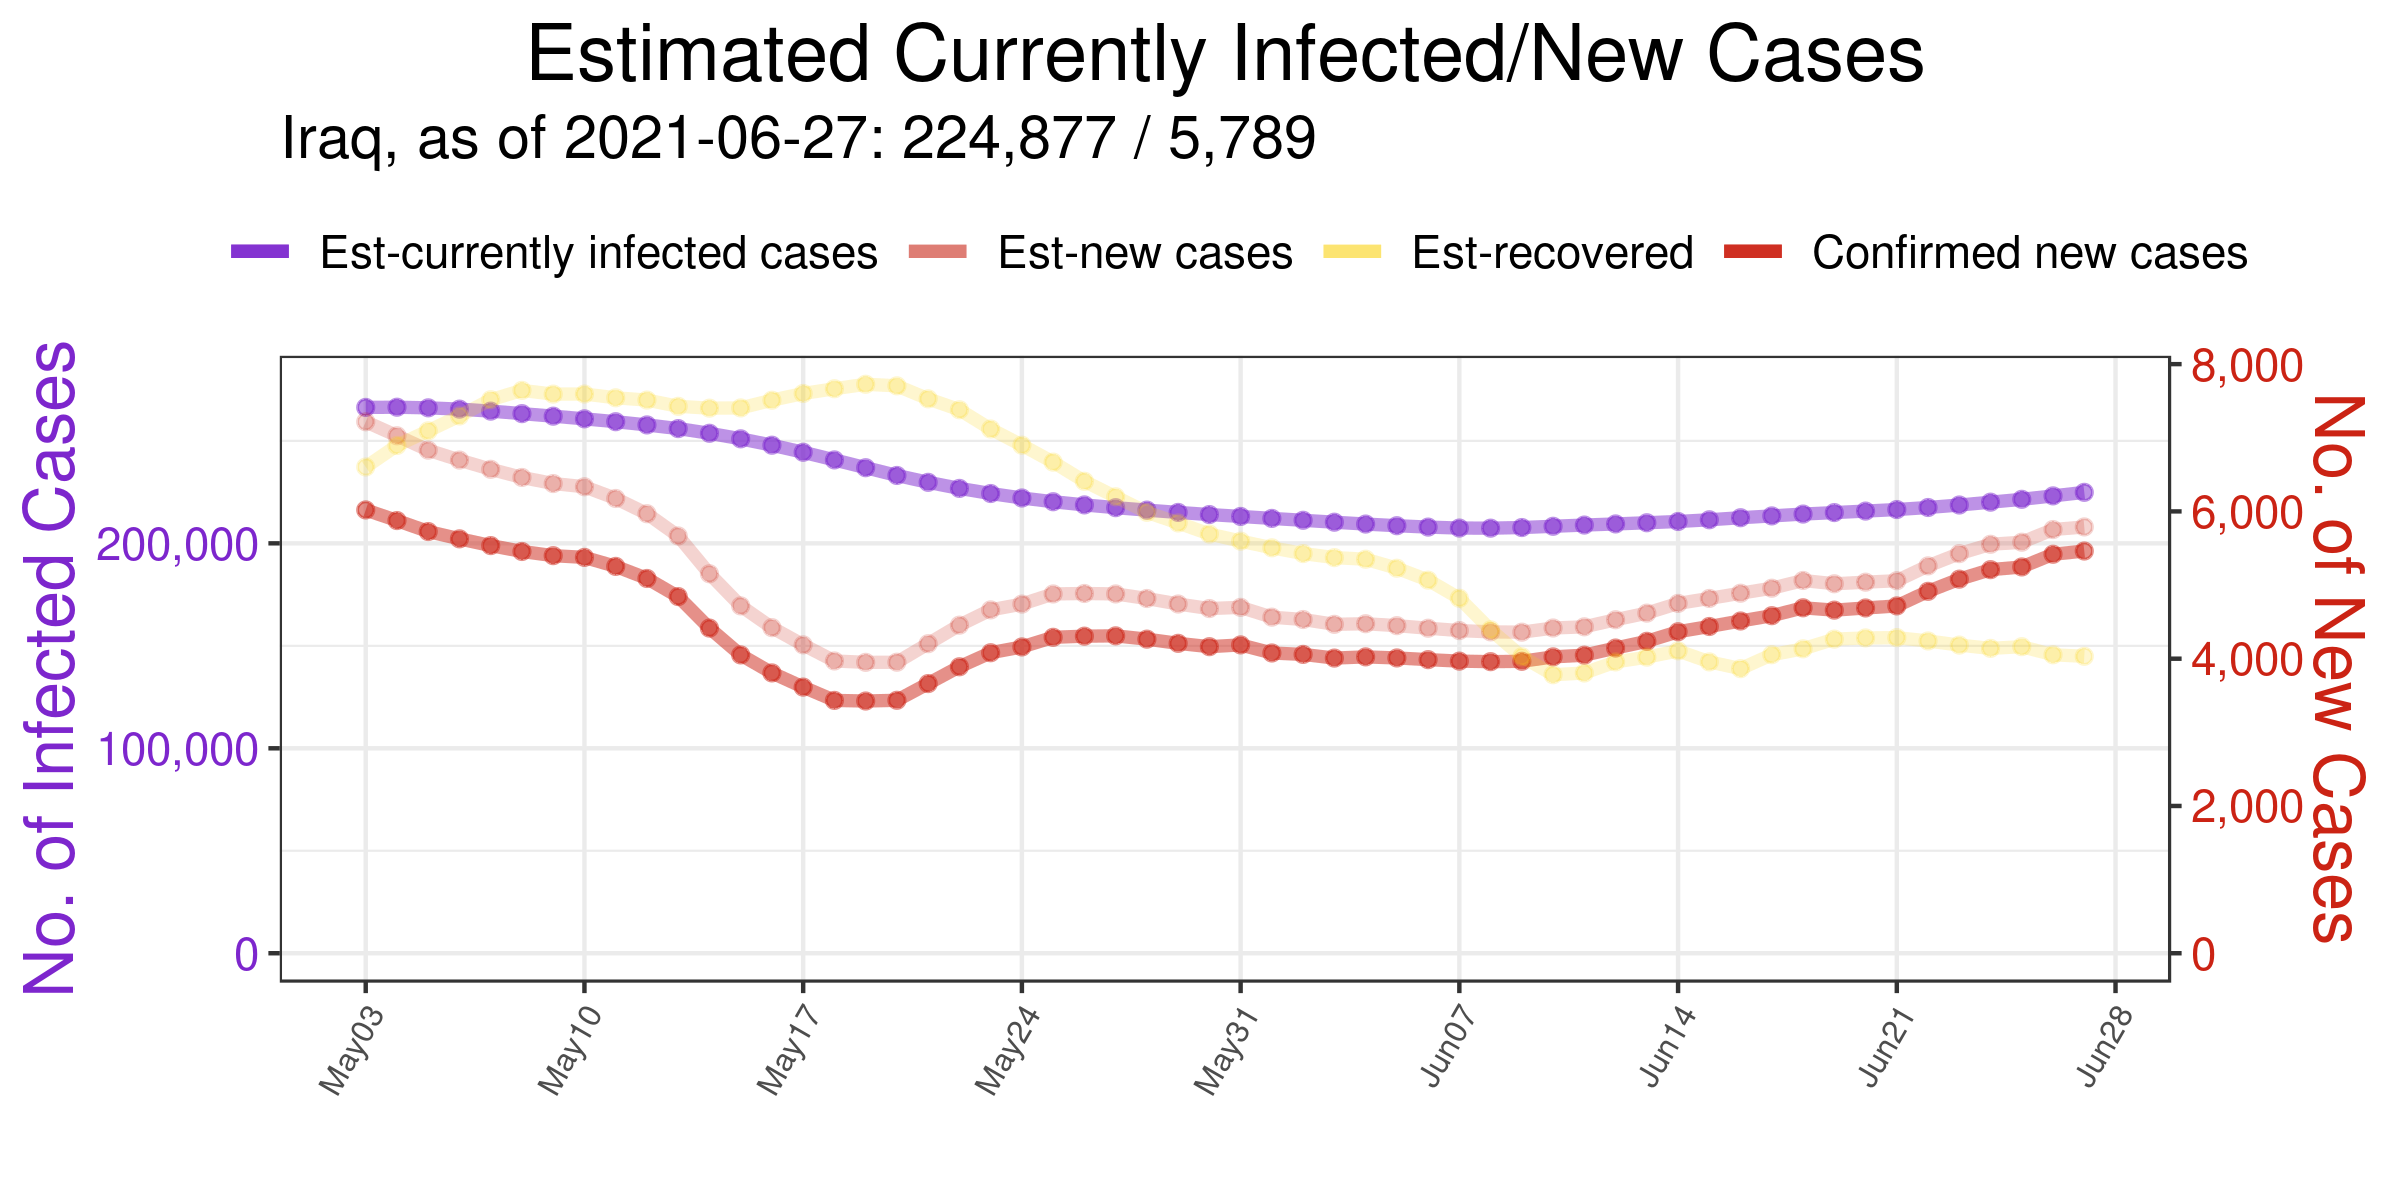 Estimated Currently Infected/New Cases
Iraq, as of 2021-06-27: 224,877 / 5,789
Est-currently infected cases Est-new cases Est-recovered Confirmed new cases
No. of Infected Cases
200,000
100,000
0
8,000
6,000
4,000
2,000
0
No. of New Cases
May03 May10 May17 May24 May31 Jun07 Jun14 Jun21 Jun28